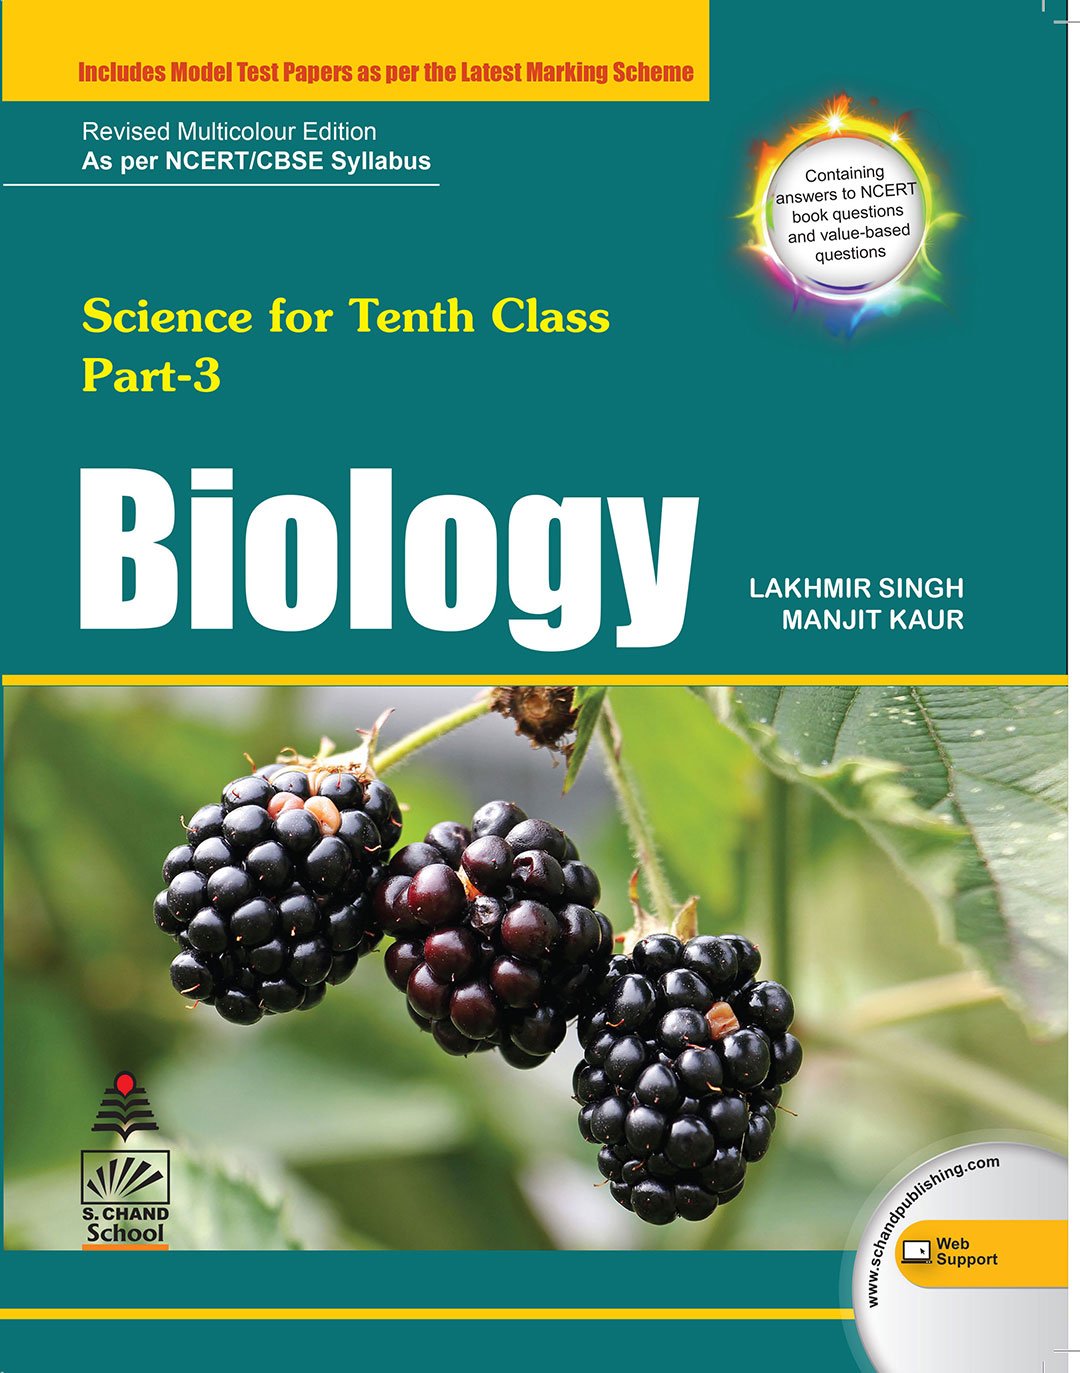 Includes Model Test Papers as per the Latest Marking Scheme
Revised Multicolour Edition
As per NCERT/CBSE Syllabus
Containing
answers to NCERT
book questions
and value-based
questions
Science for Tenth Class
Part-3
Biology
LAKHMIR SINGH
MANJIT KAUR
S. CHAND
School
www.schandpublishing.com
Web
Support